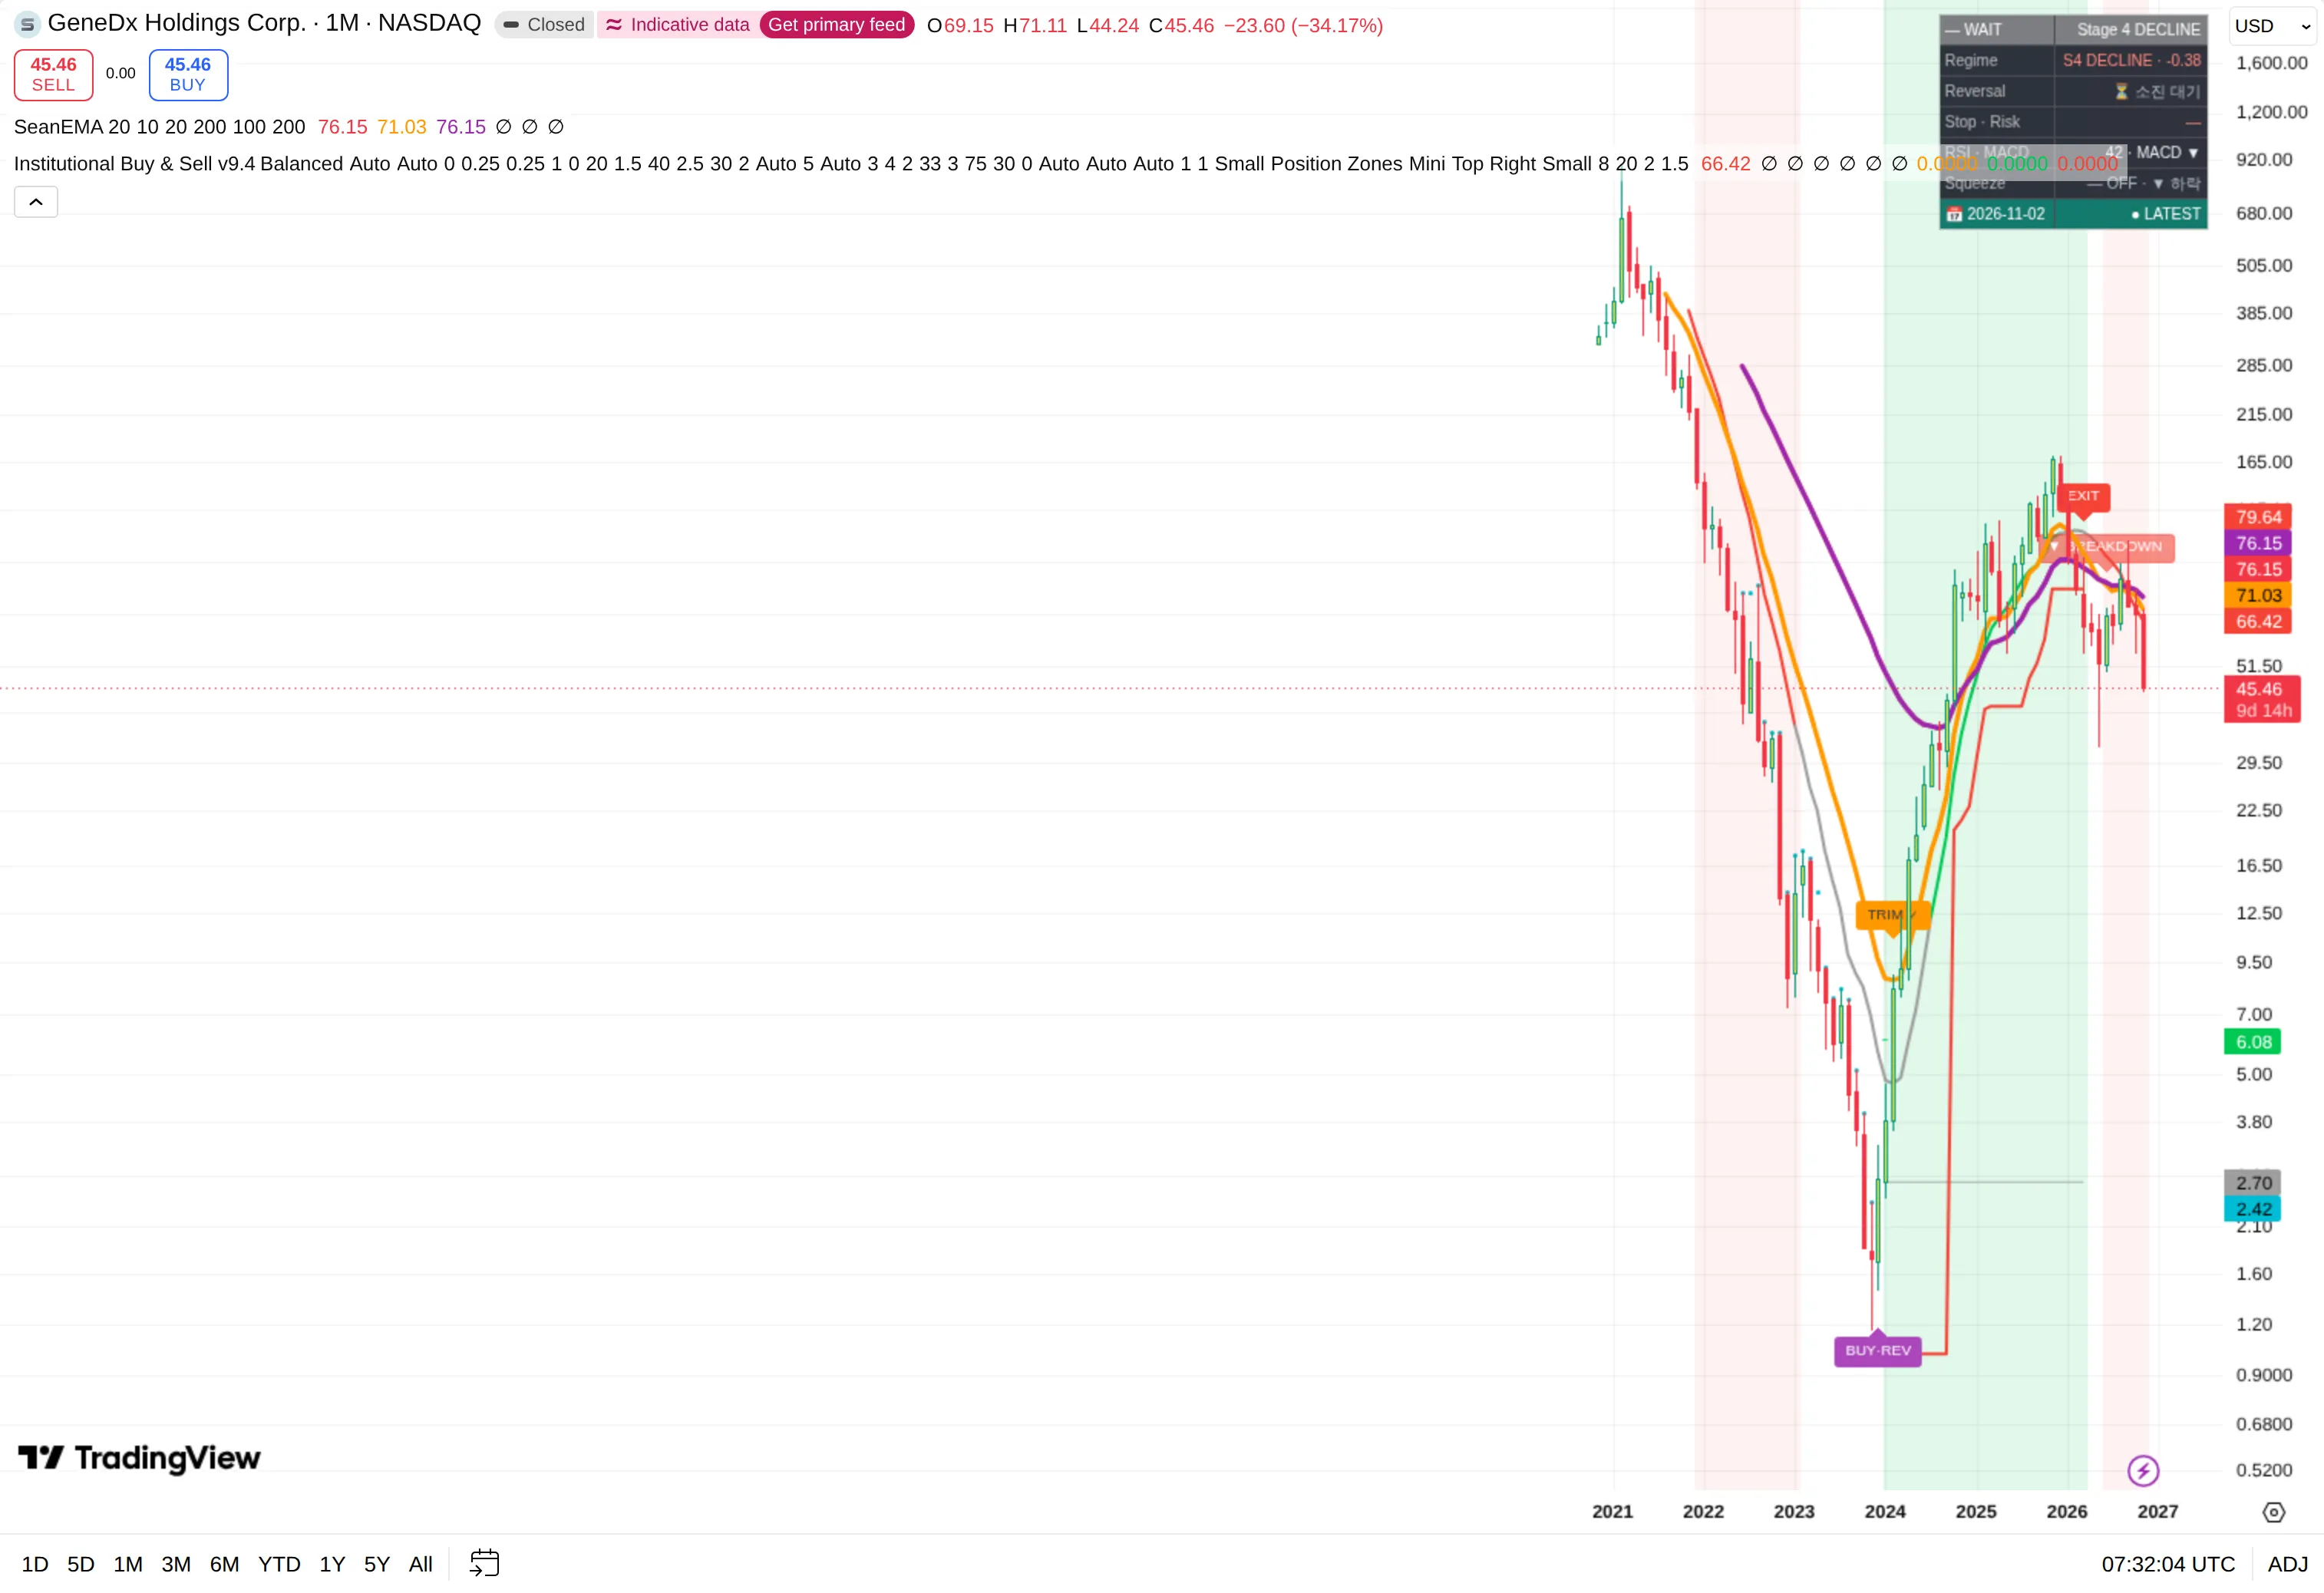 S GeneDx Holdings Corp. · 1M · NASDAQ Closed Indicative data Get primary feed O69.15 H71.11 L44.24 C45.46 −23.60 (−34.17%)
45.46 SELL 0.00 45.46 BUY
SeanEMA 20 10 20 200 100 200 76.15 71.03 76.15 ∅ ∅ ∅
Institutional Buy & Sell v9.4 Balanced Auto Auto 0 0.25 0.25 1 0 20 1.5 40 2.5 30 2 Auto 5 Auto 3 4 2 33 3 75 30 0 Auto Auto Auto 1 1 Small Position Zones Mini Top Right Small 8 20 2 1.5 66.42 ∅ ∅ ∅ ∅ ∅ ∅ 0.0000 0.0000 0.0000
— WAIT Stage 4 DECLINE
Regime S4 DECLINE · -0.38
Reversal ⏳ 소진 대기
Stop · Risk —
RSI · MACD 42 · MACD ▼
Squeeze — OFF · ▼ 하락
📅 2026-11-02 ● LATEST
USD
1,600.00
1,200.00
920.00
680.00
505.00
385.00
285.00
215.00
165.00
79.64
76.15
76.15
71.03
66.42
51.50
45.46
9d 14h
29.50
22.50
16.50
12.50
9.50
7.00
6.08
5.00
3.80
2.70
2.42
2.10
1.60
1.20
0.9000
0.6800
0.5200
EXIT
▼
TRIM
BUY-REV
TradingView
2021 2022 2023 2024 2025 2026 2027
1D 5D 1M 3M 6M YTD 1Y 5Y All 07:32:04 UTC ADJ